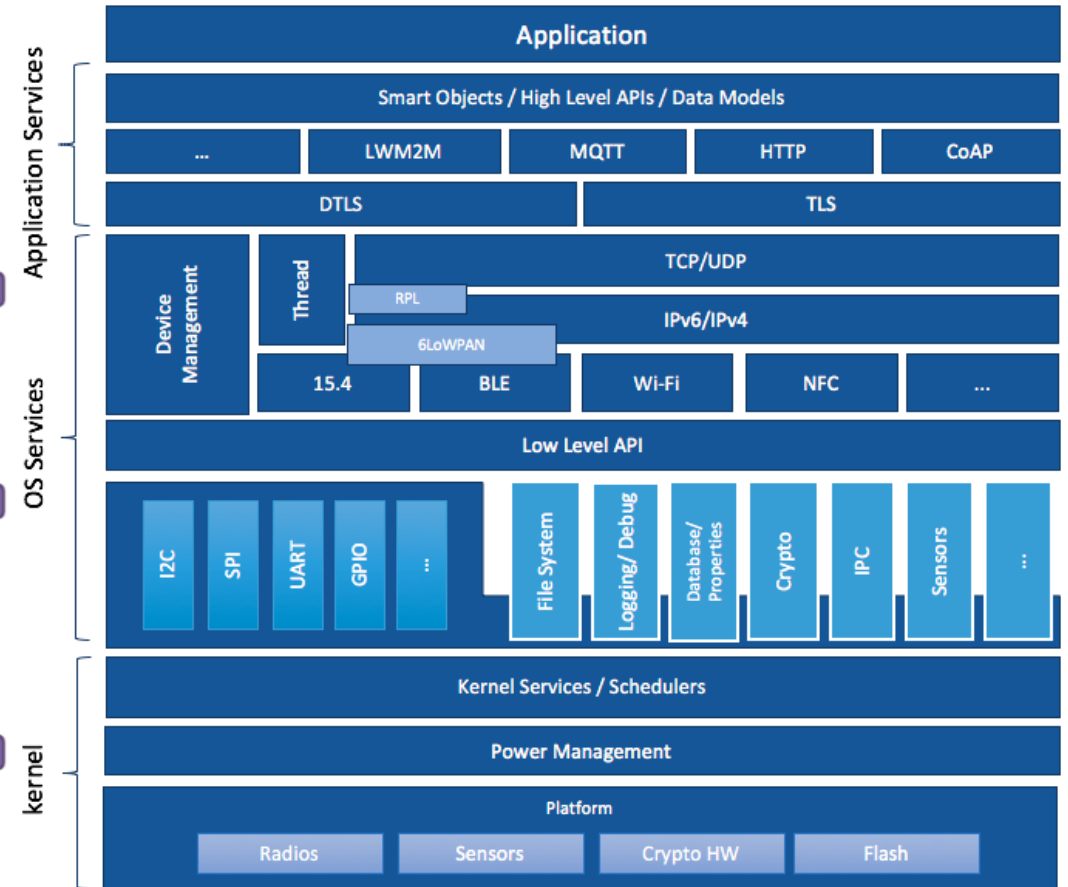 Application
Application Services
Smart Objects / High Level APIs / Data Models
...
LWM2M
MQTT
HTTP
CoAP
DTLS
TLS
OS Services
Device
Management
Thread
TCP/UDP
RPL
IPv6/IPv4
6LoWPAN
15.4
BLE
Wi-Fi
NFC
...
Low Level API
I2C
SPI
UART
GPIO
...
File System
Logging/ Debug
Database/
Properties
Crypto
IPC
Sensors
...
kernel
Kernel Services / Schedulers
Power Management
Platform
Radios
Sensors
Crypto HW
Flash